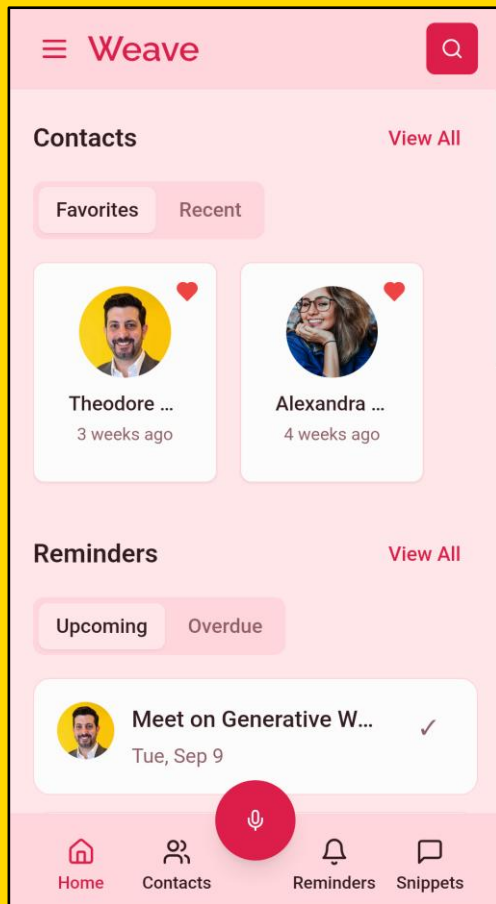 Weave
Contacts
View All
Favorites
Recent
Theodore ...
Alexandra ...
3 weeks ago
4 weeks ago
Reminders
View All
Upcoming
Overdue
Meet on Generative W...
Tue, Sep 9
Home
Contacts
Reminders
Snippets